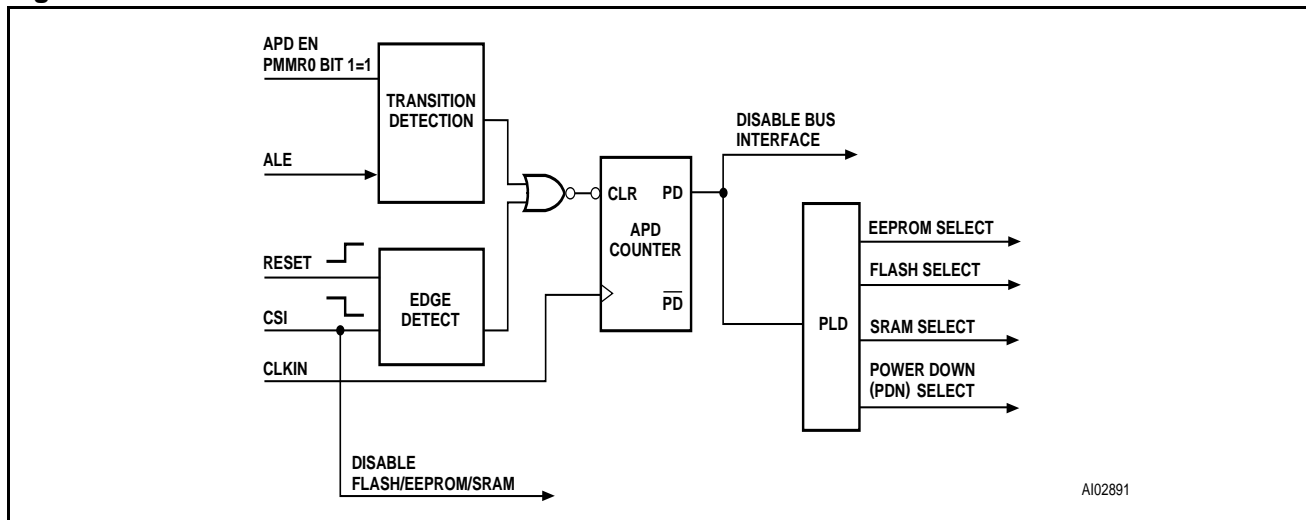 APD EN
PMMR0 BIT 1=1
TRANSITION
DETECTION
ALE
RESET
CSI
EDGE
DETECT
CLKIN
DISABLE
FLASH/EEPROM/SRAM
CLR
PD
APD
COUNTER
PD
DISABLE BUS
INTERFACE
PLD
EEPROM SELECT
FLASH SELECT
SRAM SELECT
POWER DOWN
(PDN) SELECT
AI02891